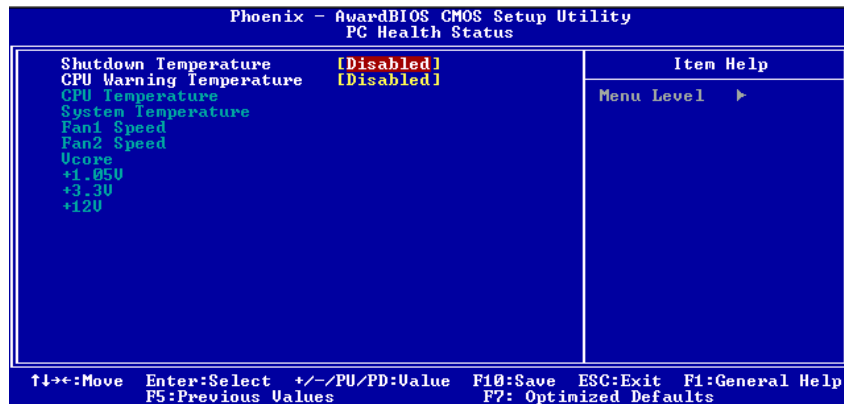 Phoenix - AwardBIOS CMOS Setup Utility
PC Health Status
Shutdown Temperature [Disabled]
CPU Warning Temperature [Disabled]
CPU Temperature
System Temperature
Fan1 Speed
Fan2 Speed
Vcore
+1.05V
+3.3V
+12V
Item Help
Menu Level ►
↑↓→←:Move Enter:Select +/-/PU/PD:Value F10:Save ESC:Exit F1:General Help
F5:Previous Values F7: Optimized Defaults